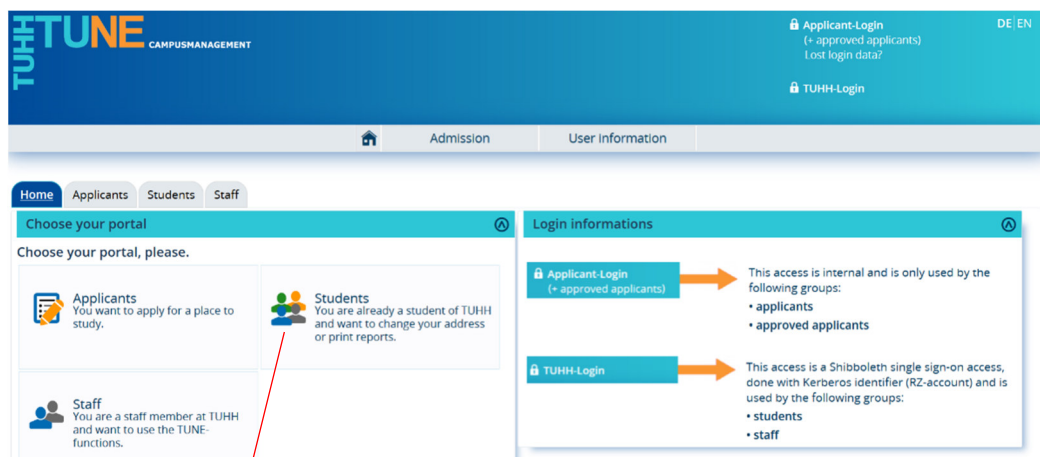 TUHH
TUNE CAMPUSMANAGEMENT
Applicant-Login
(+ approved applicants)
Lost login data?
TUHH-Login
DE|EN
Admission
User Information
Home
Applicants
Students
Staff
Choose your portal
Choose your portal, please.
Applicants
You want to apply for a place to
study.
Students
You are already a student of TUHH
and want to change your address
or print reports.
Staff
You are a staff member at TUHH
and want to use the TUNE-
functions.
Login informations
Applicant-Login
(+ approved applicants)
This access is internal and is only used by the
following groups:
• applicants
• approved applicants
TUHH-Login
This access is a Shibboleth single sign-on access,
done with Kerberos identifier (RZ-account) and is
used by the following groups:
• students
• staff